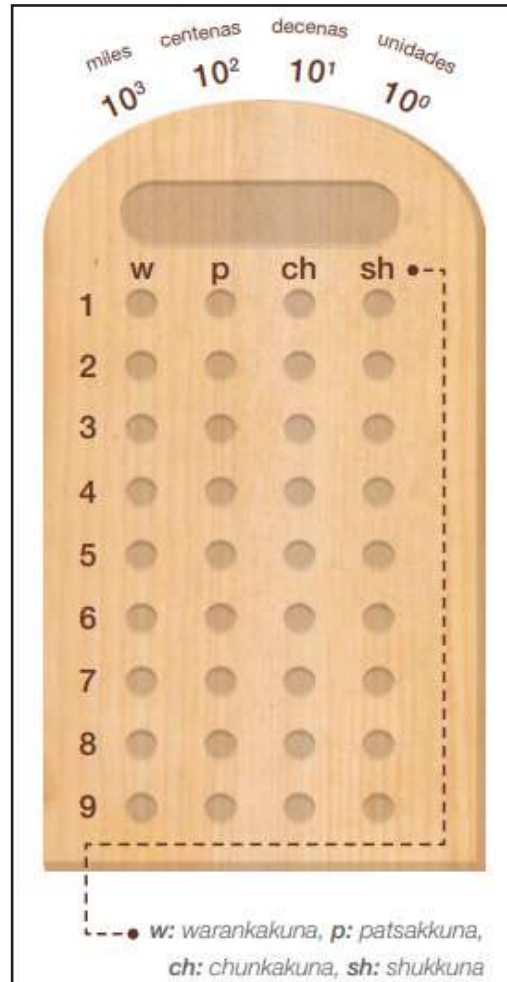 miles centenas decenas unidades
10³ 10² 10¹ 10⁰
w p ch sh
1
2
3
4
5
6
7
8
9
w: warankakuna, p: patsakkuna,
ch: chunkakuna, sh: shukkuna